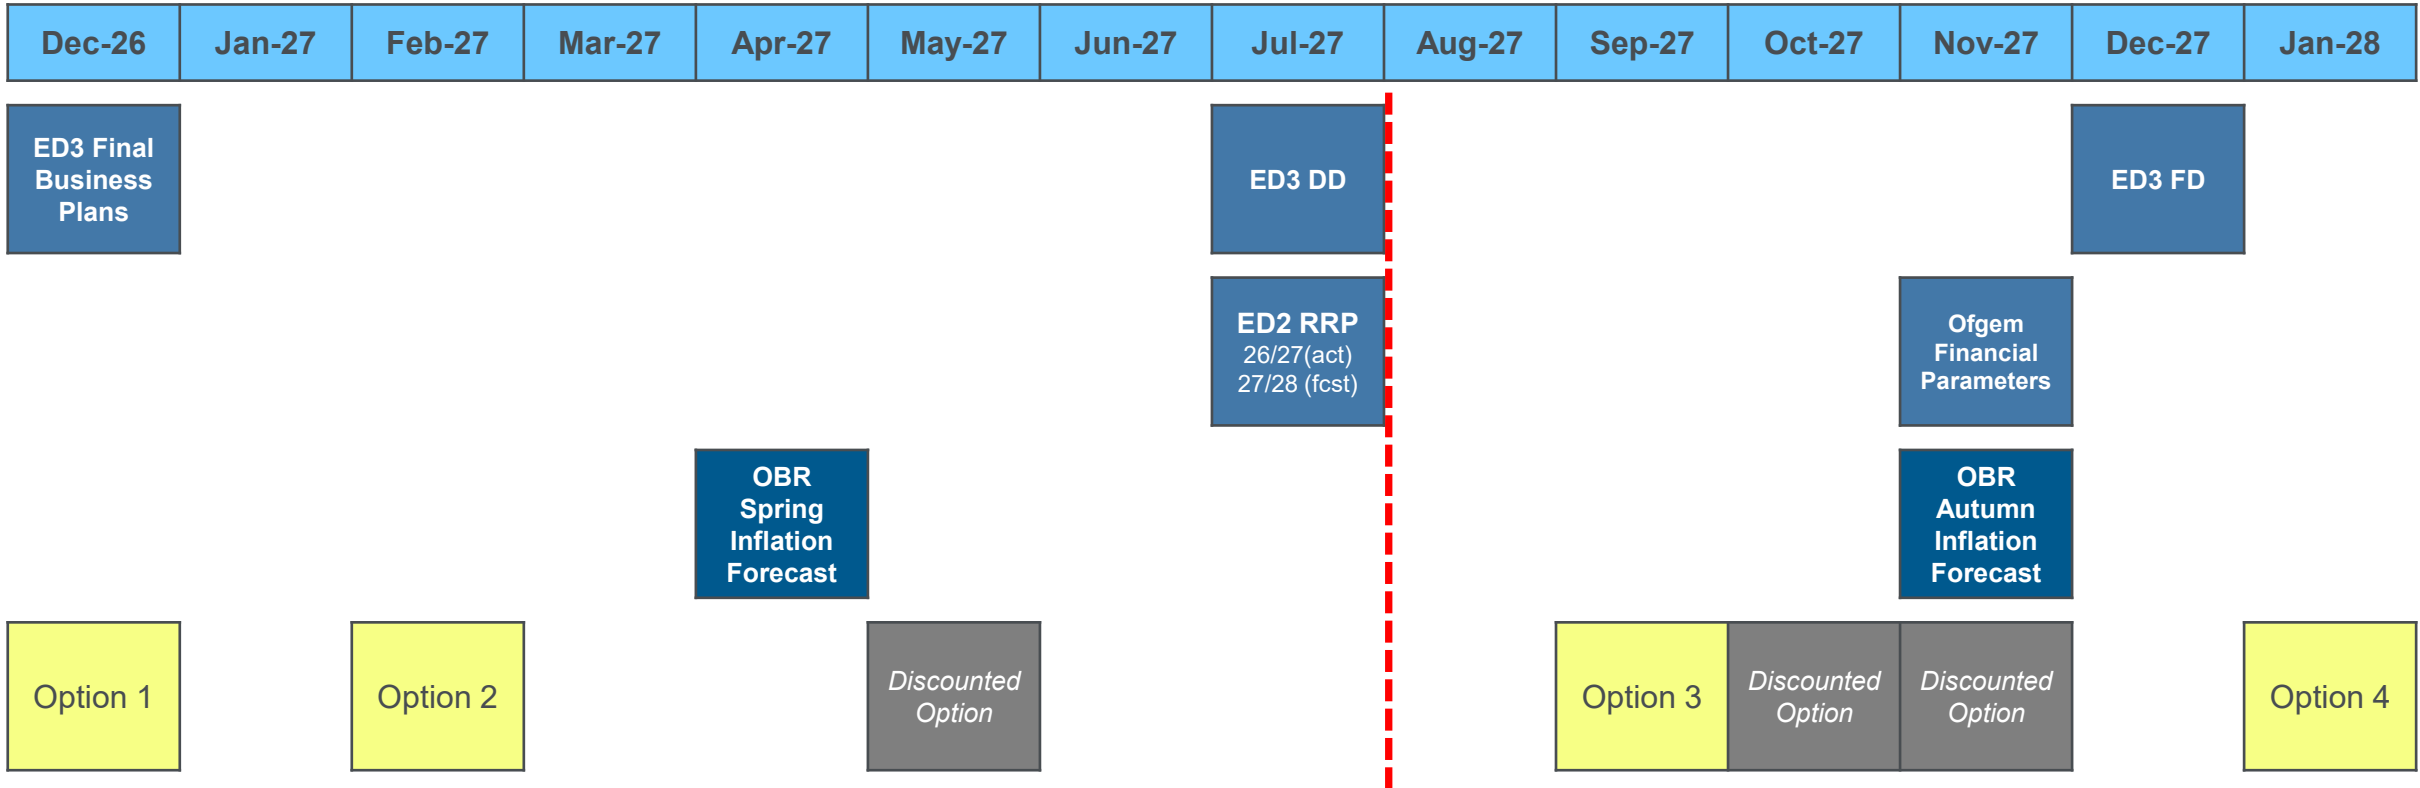 Dec-26 Jan-27 Feb-27 Mar-27 Apr-27 May-27 Jun-27 Jul-27 Aug-27 Sep-27 Oct-27 Nov-27 Dec-27 Jan-28
ED3 Final
Business
Plans
ED3 DD
ED3 FD
ED2 RRP
26/27(act)
27/28 (fcst)
Ofgem
Financial
Parameters
OBR
Spring
Inflation
Forecast
OBR
Autumn
Inflation
Forecast
Option 1
Option 2
Discounted
Option
Option 3
Discounted
Option
Discounted
Option
Option 4